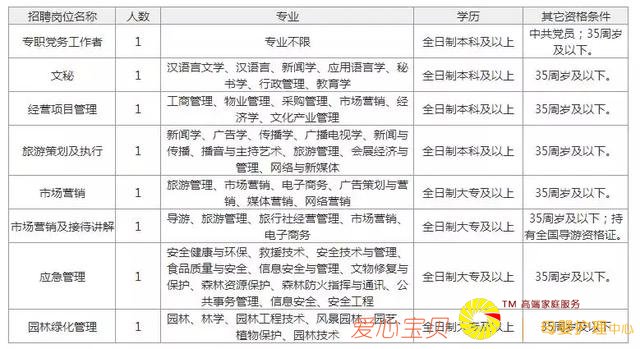 招聘岗位名称 人数 专业 学历 其它资格条件
专职党务工作者 1 专业不限 全日制本科及以上 中共党员；35周岁
及以下。
文秘 1 汉语言文学、汉语言、新闻学、应用语言学、秘
书学、行政管理、教育学 全日制本科及以上 35周岁及以下。
经营项目管理 1 工商管理、物业管理、采购管理、市场营销、经
济学、文化产业管理 全日制本科及以上 35周岁及以下。
旅游策划及执行 1 新闻学、广告学、传播学、广播电视学、新闻与
传播、播音与主持艺术、旅游管理、会展经济与
管理、网络与新媒体 全日制本科及以上 35周岁及以下。
市场营销 1 旅游管理、市场营销、电子商务、广告策划与营
销、媒体营销、网络营销 全日制大专及以上 35周岁及以下。
市场营销及接待讲解 1 导游、旅游管理、旅行社经营管理、市场营销、
电子商务 全日制大专及以上 35周岁及以下；持
有全国导游资格证。
应急管理 1 安全健康与环保、救援技术、安全技术与管理、
食品质量与安全、信息安全与管理、文物修复与
保护、森林资源保护、森林防火指挥与通讯、公
共事务管理、信息安全、安全工程 全日制大专及以上 35周岁及以下。
TM 高端家庭服务
园林绿化管理 1 园林、林学、园林工程技术、风景园林、园艺、
植物保护、园林技术 全日制大专及以上 35周岁及以下。
爱心宝贝 母婴护理中心